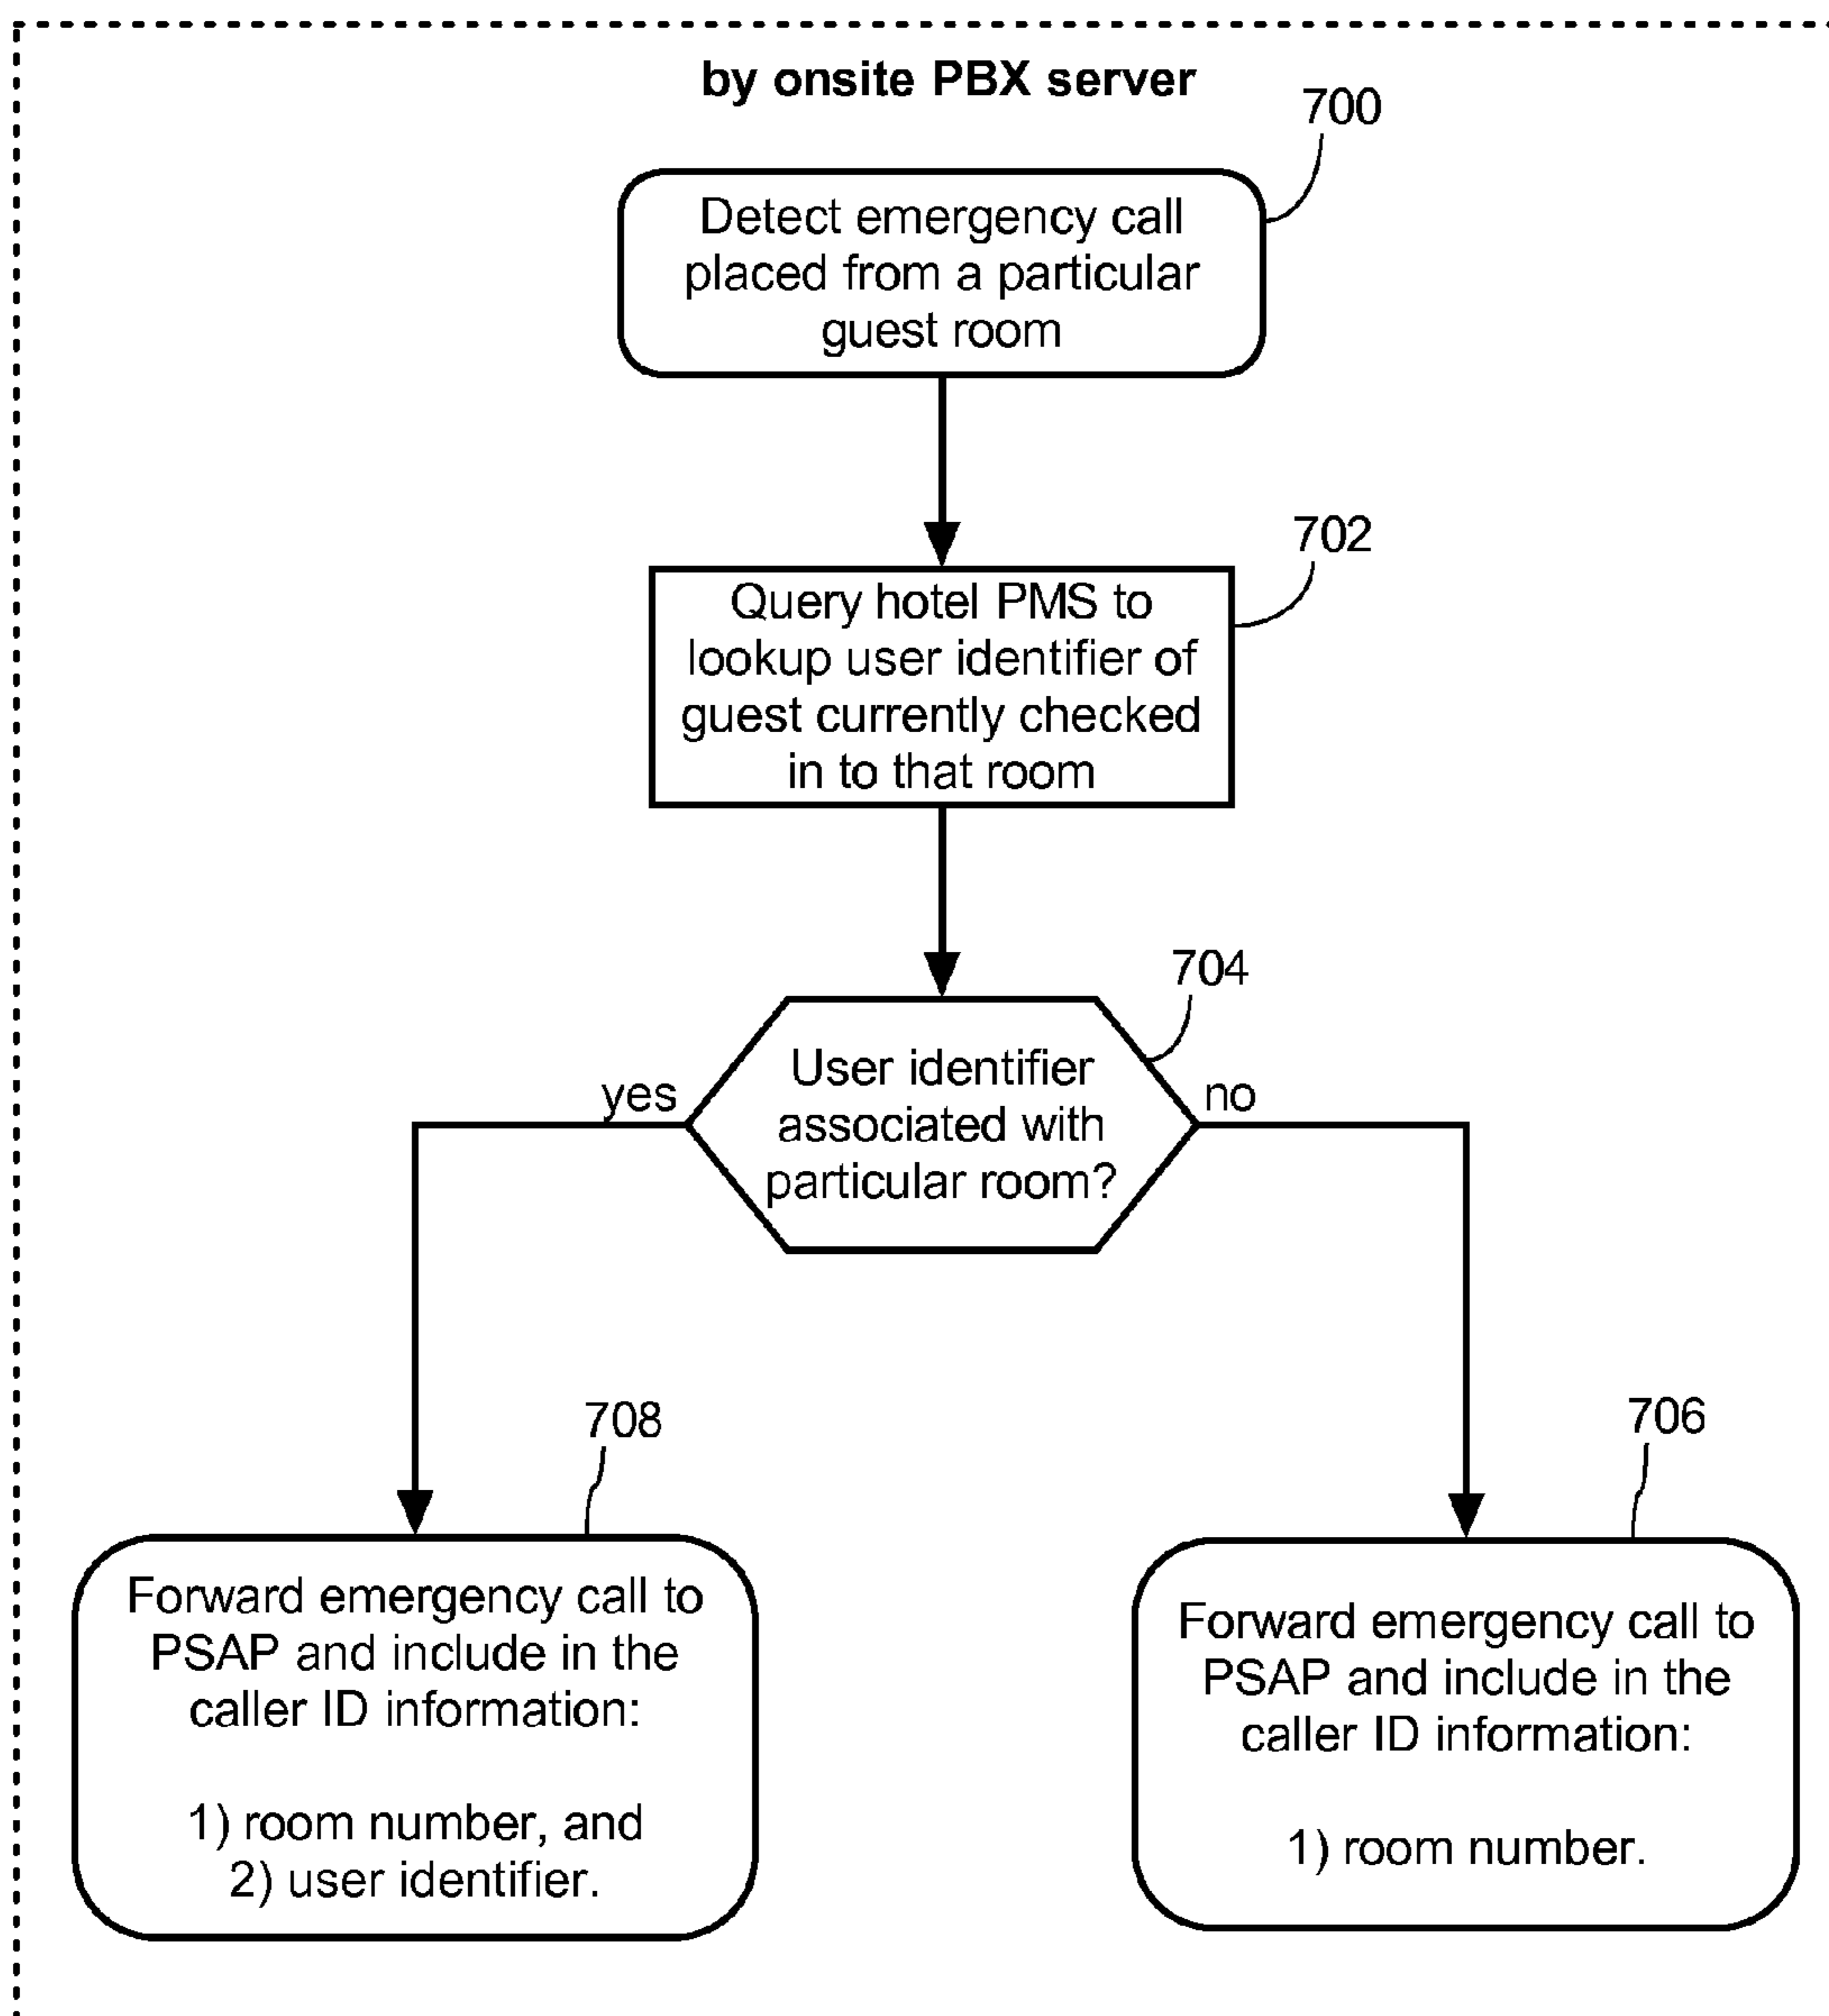 by onsite PBX server
700
Detect emergency call
placed from a particular
guest room
702
Query hotel PMS to
lookup user identifier of
guest currently checked
in to that room
704
User identifier
associated with
particular room?
yes
no
708
Forward emergency call to
PSAP and include in the
caller ID information:
1) room number, and
2) user identifier.
706
Forward emergency call to
PSAP and include in the
caller ID information:
1) room number.